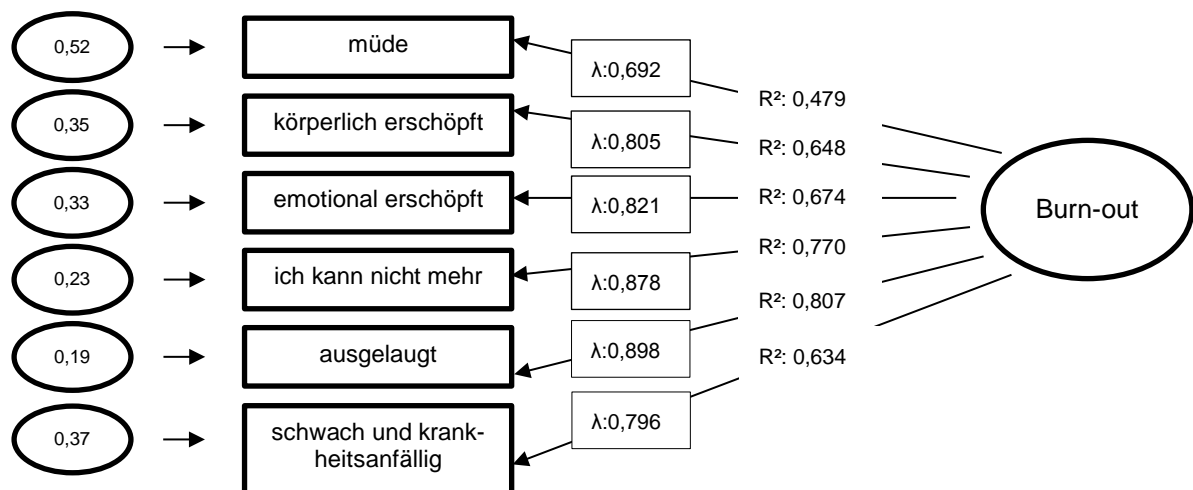 0,52
müde
λ:0,692
R²: 0,479
0,35
körperlich erschöpft
λ:0,805
R²: 0,648
0,33
emotional erschöpft
λ:0,821
R²: 0,674
Burn-out
0,23
ich kann nicht mehr
λ:0,878
R²: 0,770
0,19
ausgelaugt
λ:0,898
R²: 0,807
0,37
schwach und krank-
heitsanfällig
λ:0,796
R²: 0,634